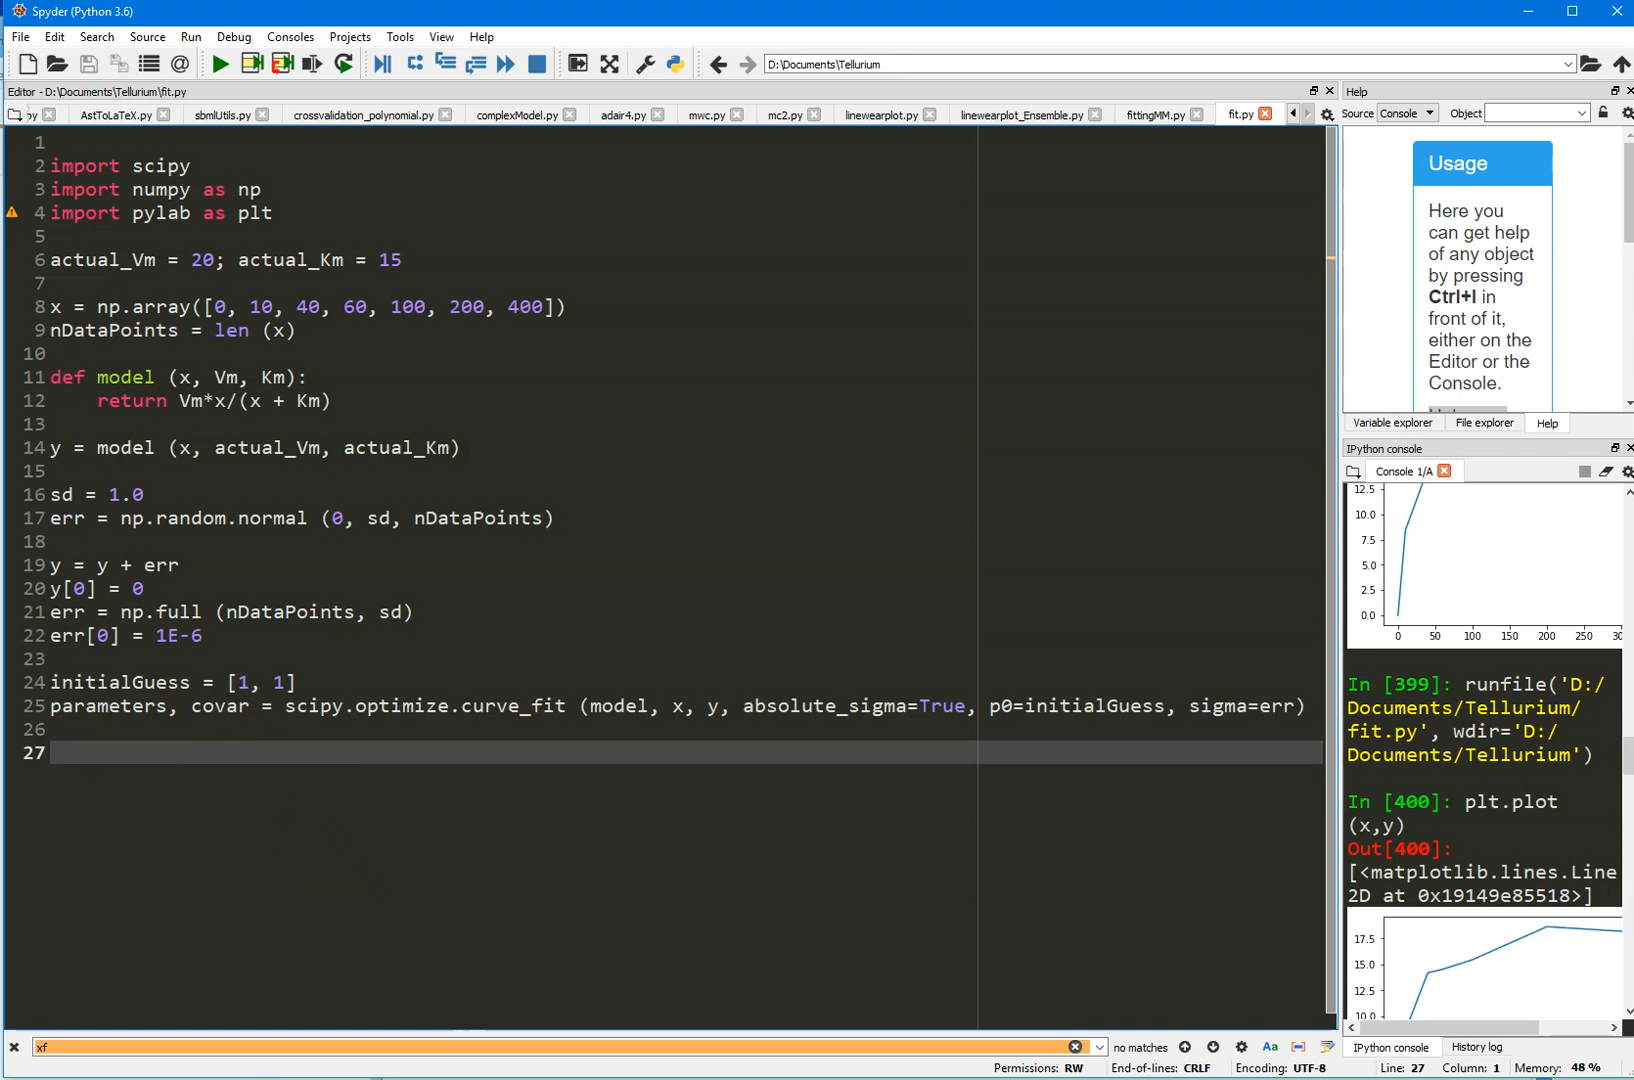 Spyder (Python 3.6)
File Edit Search Source Run Debug Consoles Projects Tools View Help
D:\Documents\Tellurium
Editor - D:\Documents\Tellurium\fit.py
py AstToLaTeX.py sbmlUtils.py crossvalidation_polynomial.py complexModel.py adair4.py mwc.py mc2.py linewearplot.py linewearplot_Ensemble.py fittingMM.py fit.py
1
2 import scipy
3 import numpy as np
4 import pylab as plt
5
6 actual_Vm = 20; actual_Km = 15
7
8 x = np.array([0, 10, 40, 60, 100, 200, 400])
9 nDataPoints = len (x)
10
11 def model (x, Vm, Km):
12 return Vm*x/(x + Km)
13
14 y = model (x, actual_Vm, actual_Km)
15
16 sd = 1.0
17 err = np.random.normal (0, sd, nDataPoints)
18
19 y = y + err
20 y[0] = 0
21 err = np.full (nDataPoints, sd)
22 err[0] = 1E-6
23
24 initialGuess = [1, 1]
25 parameters, covar = scipy.optimize.curve_fit (model, x, y, absolute_sigma=True, p0=initialGuess, sigma=err)
26
27
xf
no matches
Aa
Permissions: RW End-of-lines: CRLF Encoding: UTF-8 Line: 27 Column: 1 Memory: 48 %
Help
Source Console Object
Usage
Here you
can get help
of any object
by pressing
Ctrl+I in
front of it,
either on the
Editor or the
Console.
Variable explorer File explorer Help
IPython console
Console 1/A
12.5
10.0
7.5
5.0
2.5
0.0
0 50 100 150 200 250
In [399]: runfile('D:/
Documents/Tellurium/
fit.py', wdir='D:/
Documents/Tellurium')
In [400]: plt.plot
(x,y)
Out[400]:
[<matplotlib.lines.Line
2D at 0x19149e85518>]
17.5
15.0
12.5
10.0
IPython console History log